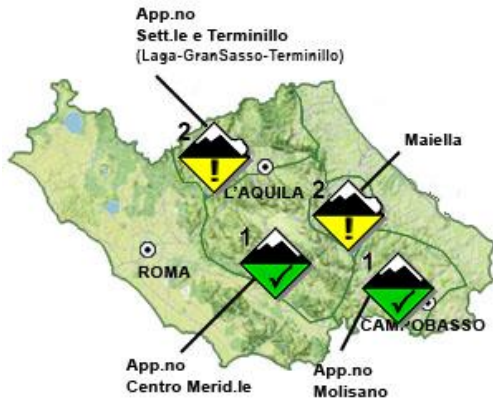 App.no
Sett.le e Terminillo
(Laga-GranSasso-Terminillo)
2
!
L'AQUILA
Maiella
2
!
1
ROMA
1
CAMPOBASSO
App.no
Centro Merid.le
App.no
Molisano